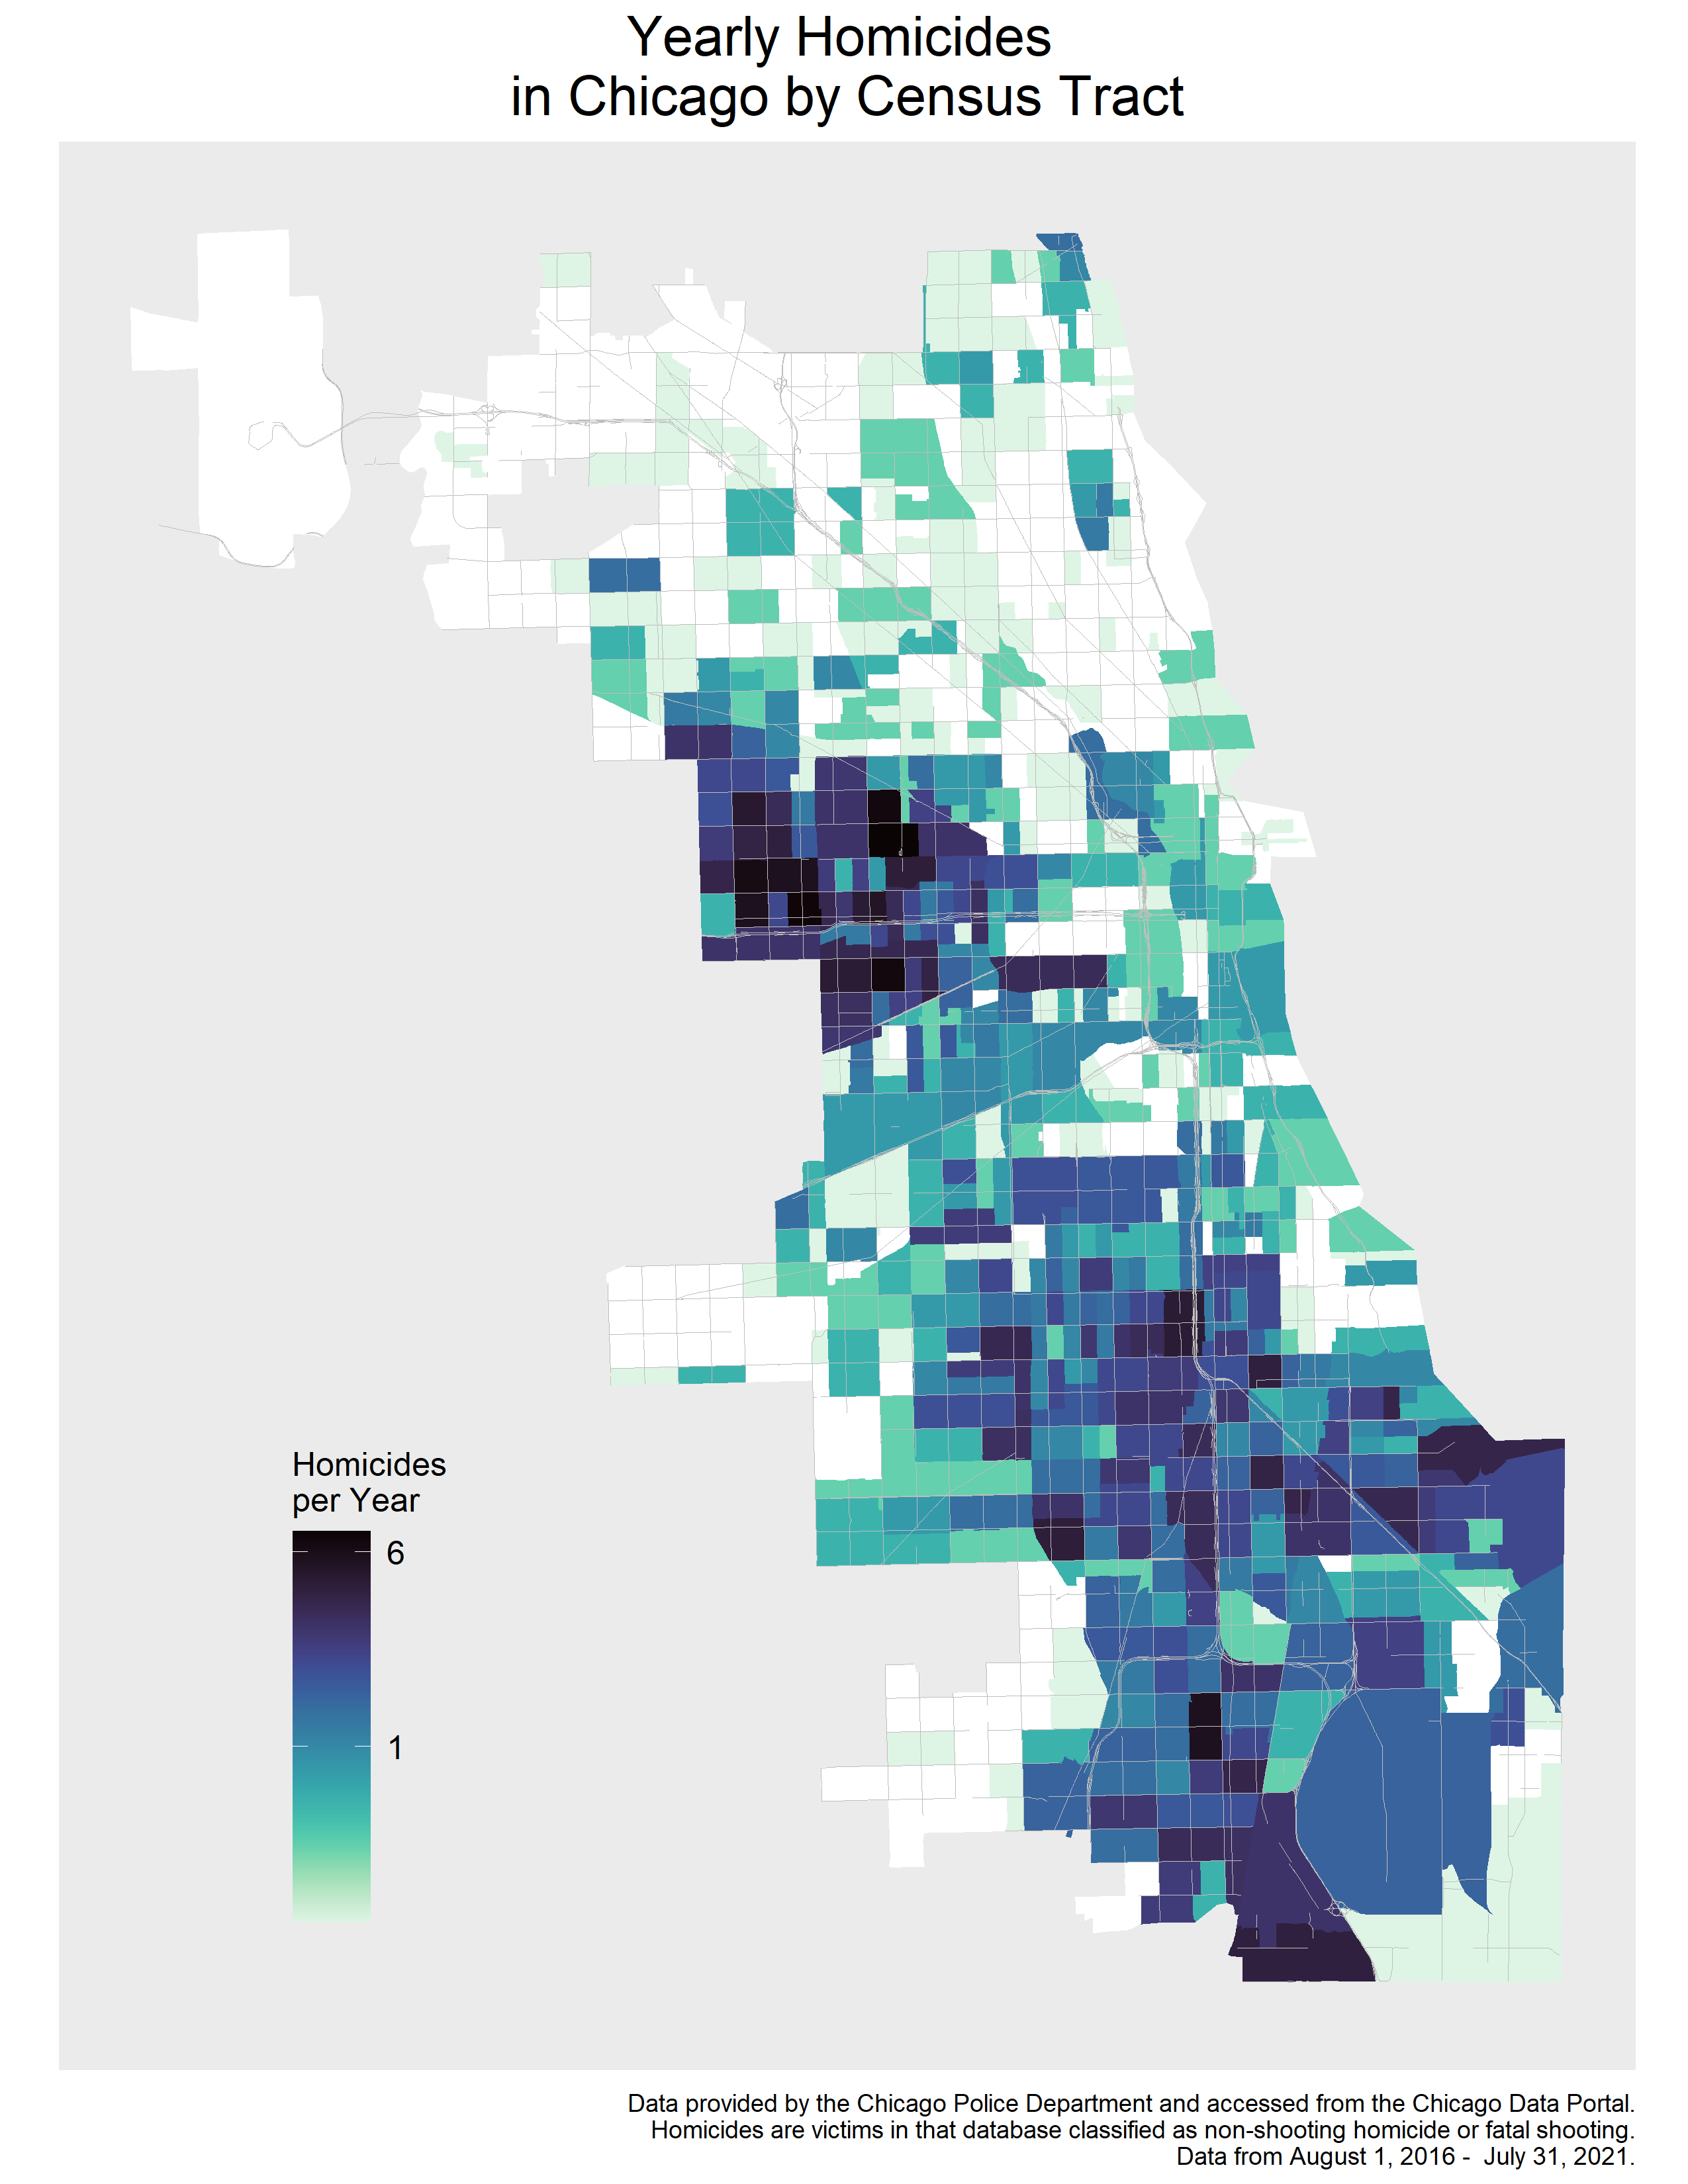 Yearly Homicides
in Chicago by Census Tract
Homicides
per Year
6
1
Data provided by the Chicago Police Department and accessed from the Chicago Data Portal.
Homicides are victims in that database classified as non-shooting homicide or fatal shooting.
Data from August 1, 2016 -  July 31, 2021.